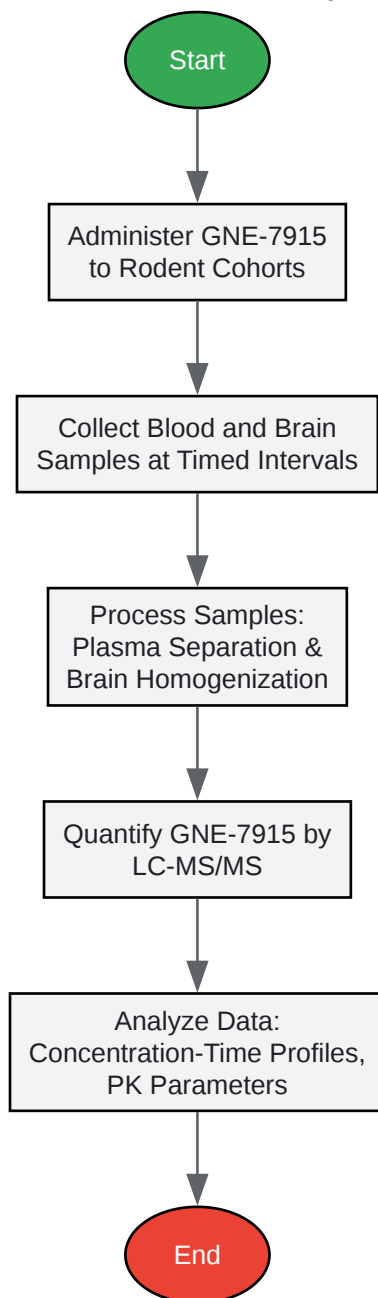 Start
Administer GNE-7915
to Rodent Cohorts
Collect Blood and Brain
Samples at Timed Intervals
Process Samples:
Plasma Separation &
Brain Homogenization
Quantify GNE-7915 by
LC-MS/MS
Analyze Data:
Concentration-Time Profiles,
PK Parameters
End